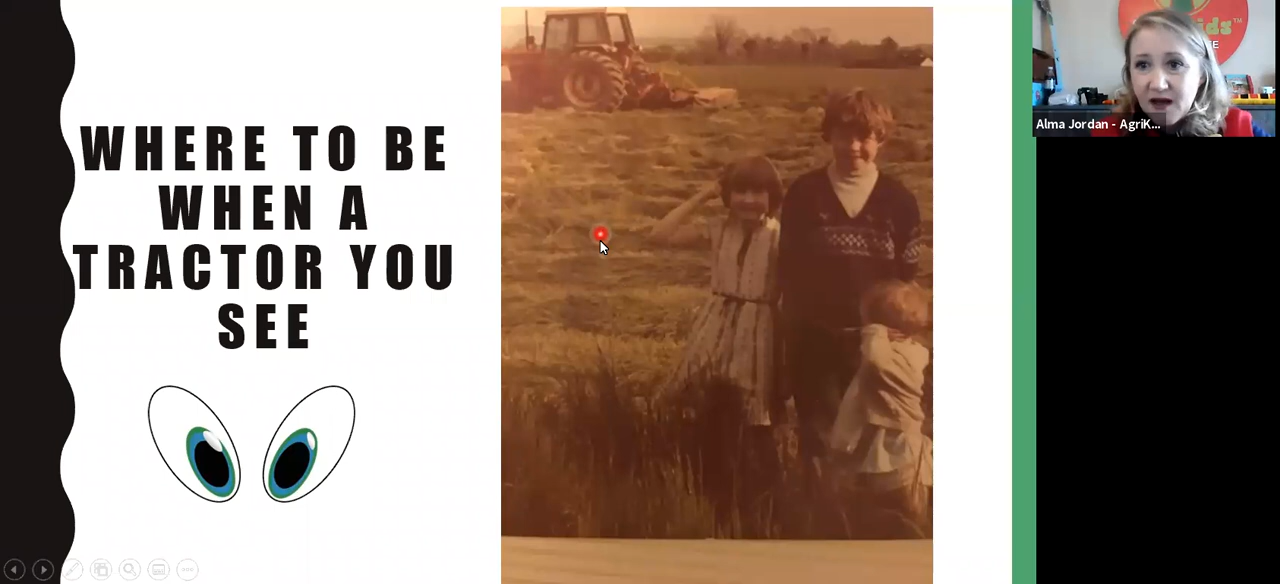 WHERE TO BE
WHEN A
TRACTOR YOU
SEE
Alma Jordan - AgriK...